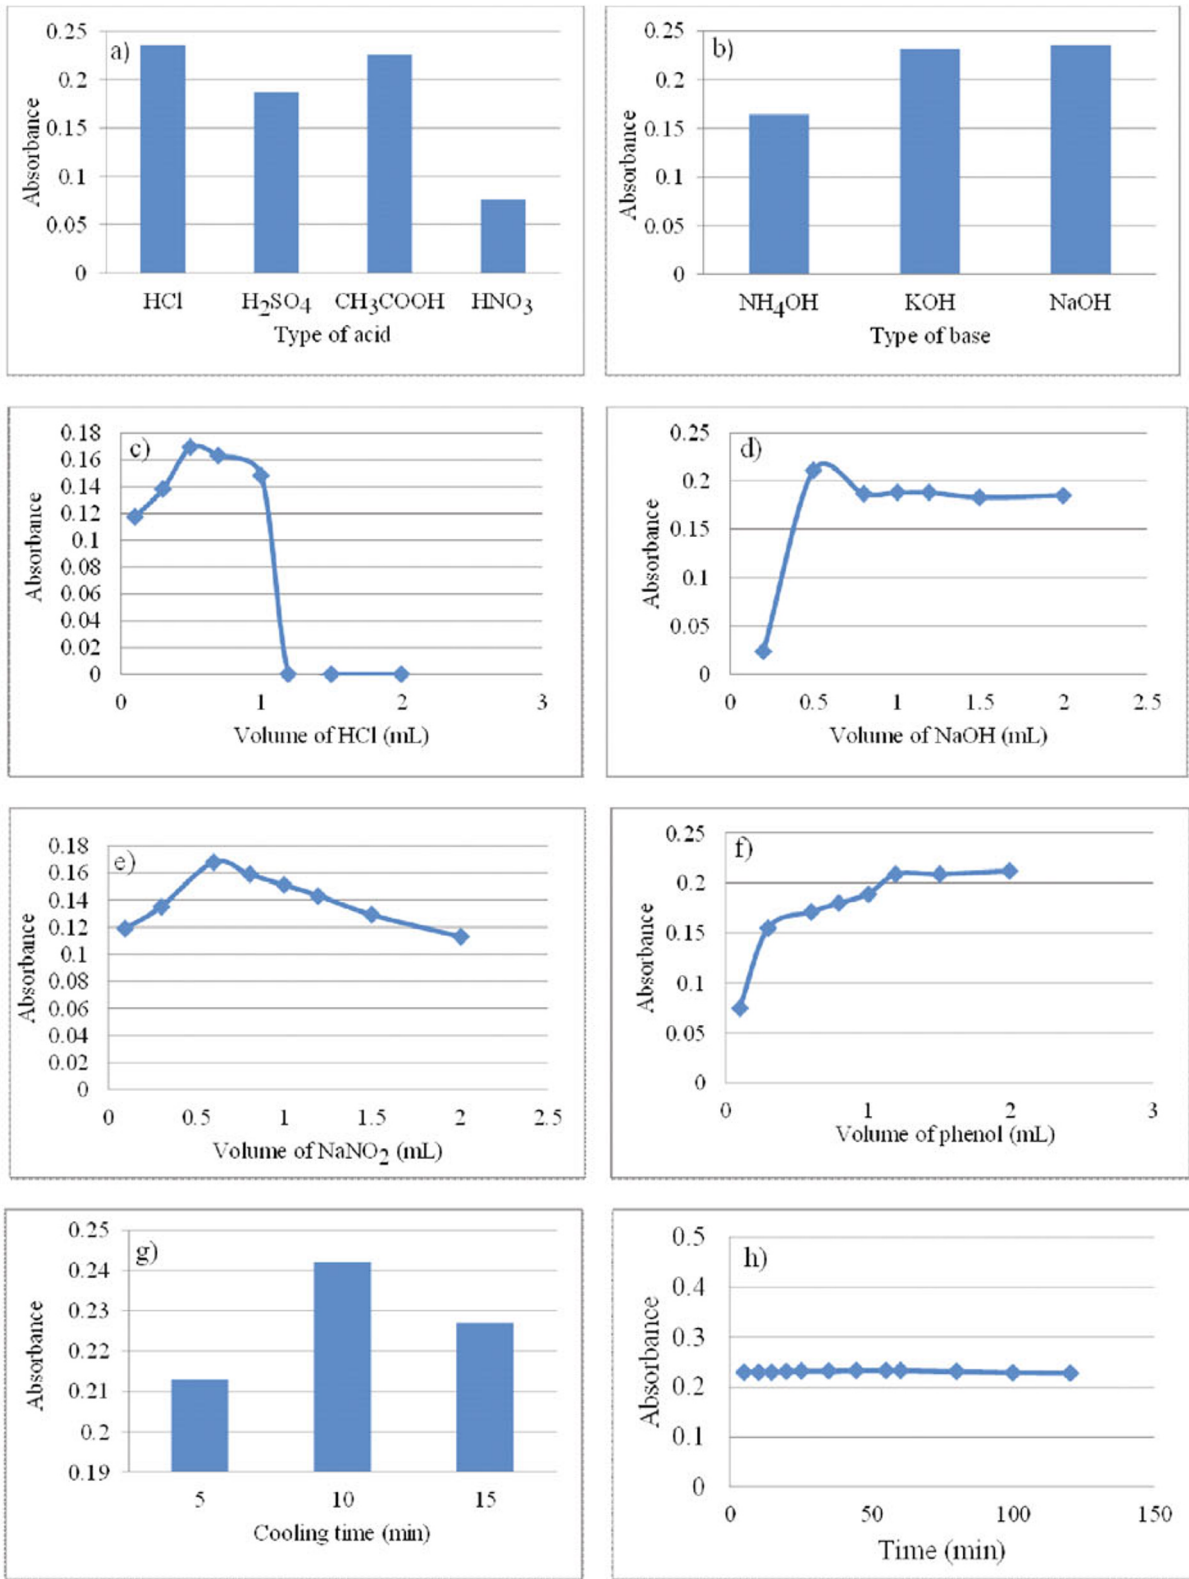 a)
0.25
0.2
0.15
0.1
0.05
0
Absorbance
HCl H2SO4 CH3COOH HNO3
Type of acid
b)
0.25
0.2
0.15
0.1
0.05
0
Absorbance
NH4OH KOH NaOH
Type of base
c)
0.18
0.16
0.14
0.12
0.1
0.08
0.06
0.04
0.02
0
Absorbance
0 1 2 3
Volume of HCl (mL)
d)
0.25
0.2
0.15
0.1
0.05
0
Absorbance
0 0.5 1 1.5 2 2.5
Volume of NaOH (mL)
e)
0.18
0.16
0.14
0.12
0.1
0.08
0.06
0.04
0.02
0
Absorbance
0 0.5 1 1.5 2 2.5
Volume of NaNO2 (mL)
f)
0.25
0.2
0.15
0.1
0.05
0
Absorbance
0 1 2 3
Volume of phenol (mL)
g)
0.25
0.24
0.23
0.22
0.21
0.2
0.19
Absorbance
5 10 15
Cooling time (min)
h)
0.5
0.4
0.3
0.2
0.1
0
Absorbance
0 50 100 150
Time (min)